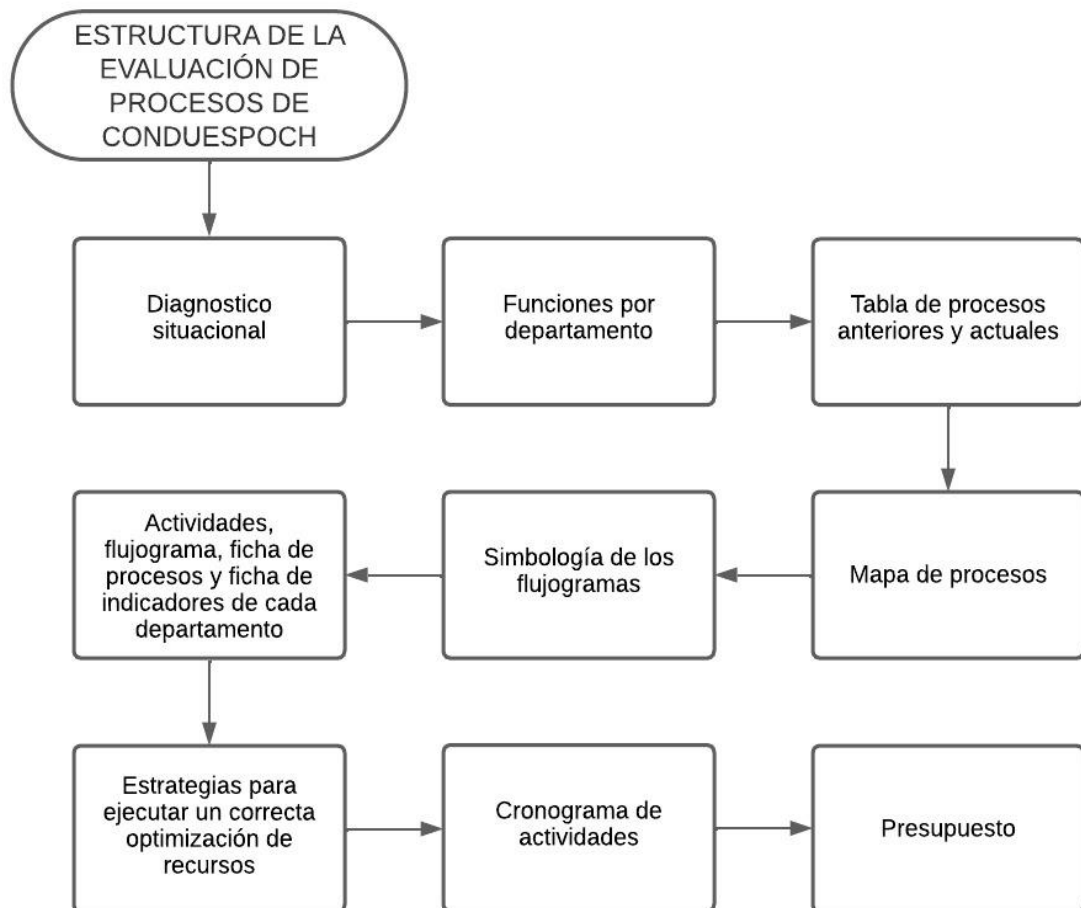 ESTRUCTURA DE LA
EVALUACIÓN DE
PROCESOS DE
CONDUESPOCH
Diagnostico
situacional
Funciones por
departamento
Tabla de procesos
anteriores y actuales
Mapa de procesos
Simbología de los
flujogramas
Actividades,
flujograma, ficha de
procesos y ficha de
indicadores de cada
departamento
Estrategias para
ejecutar un correcta
optimización de
recursos
Cronograma de
actividades
Presupuesto